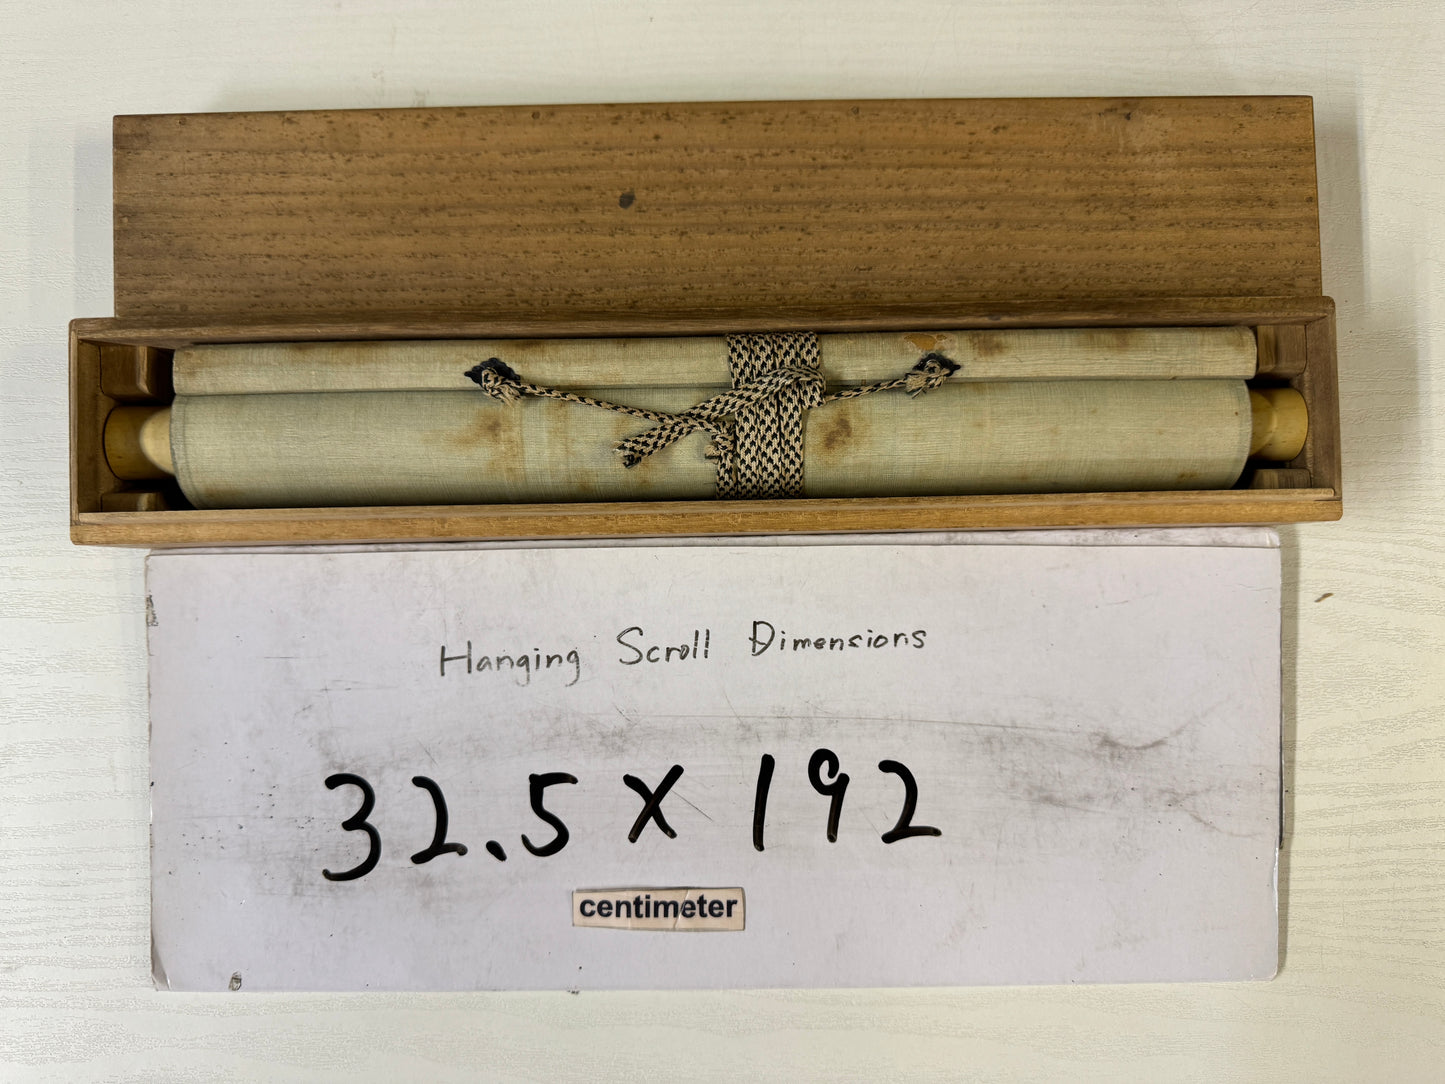 Hanging Scroll Dimensions
32.5 x 192
centimeter